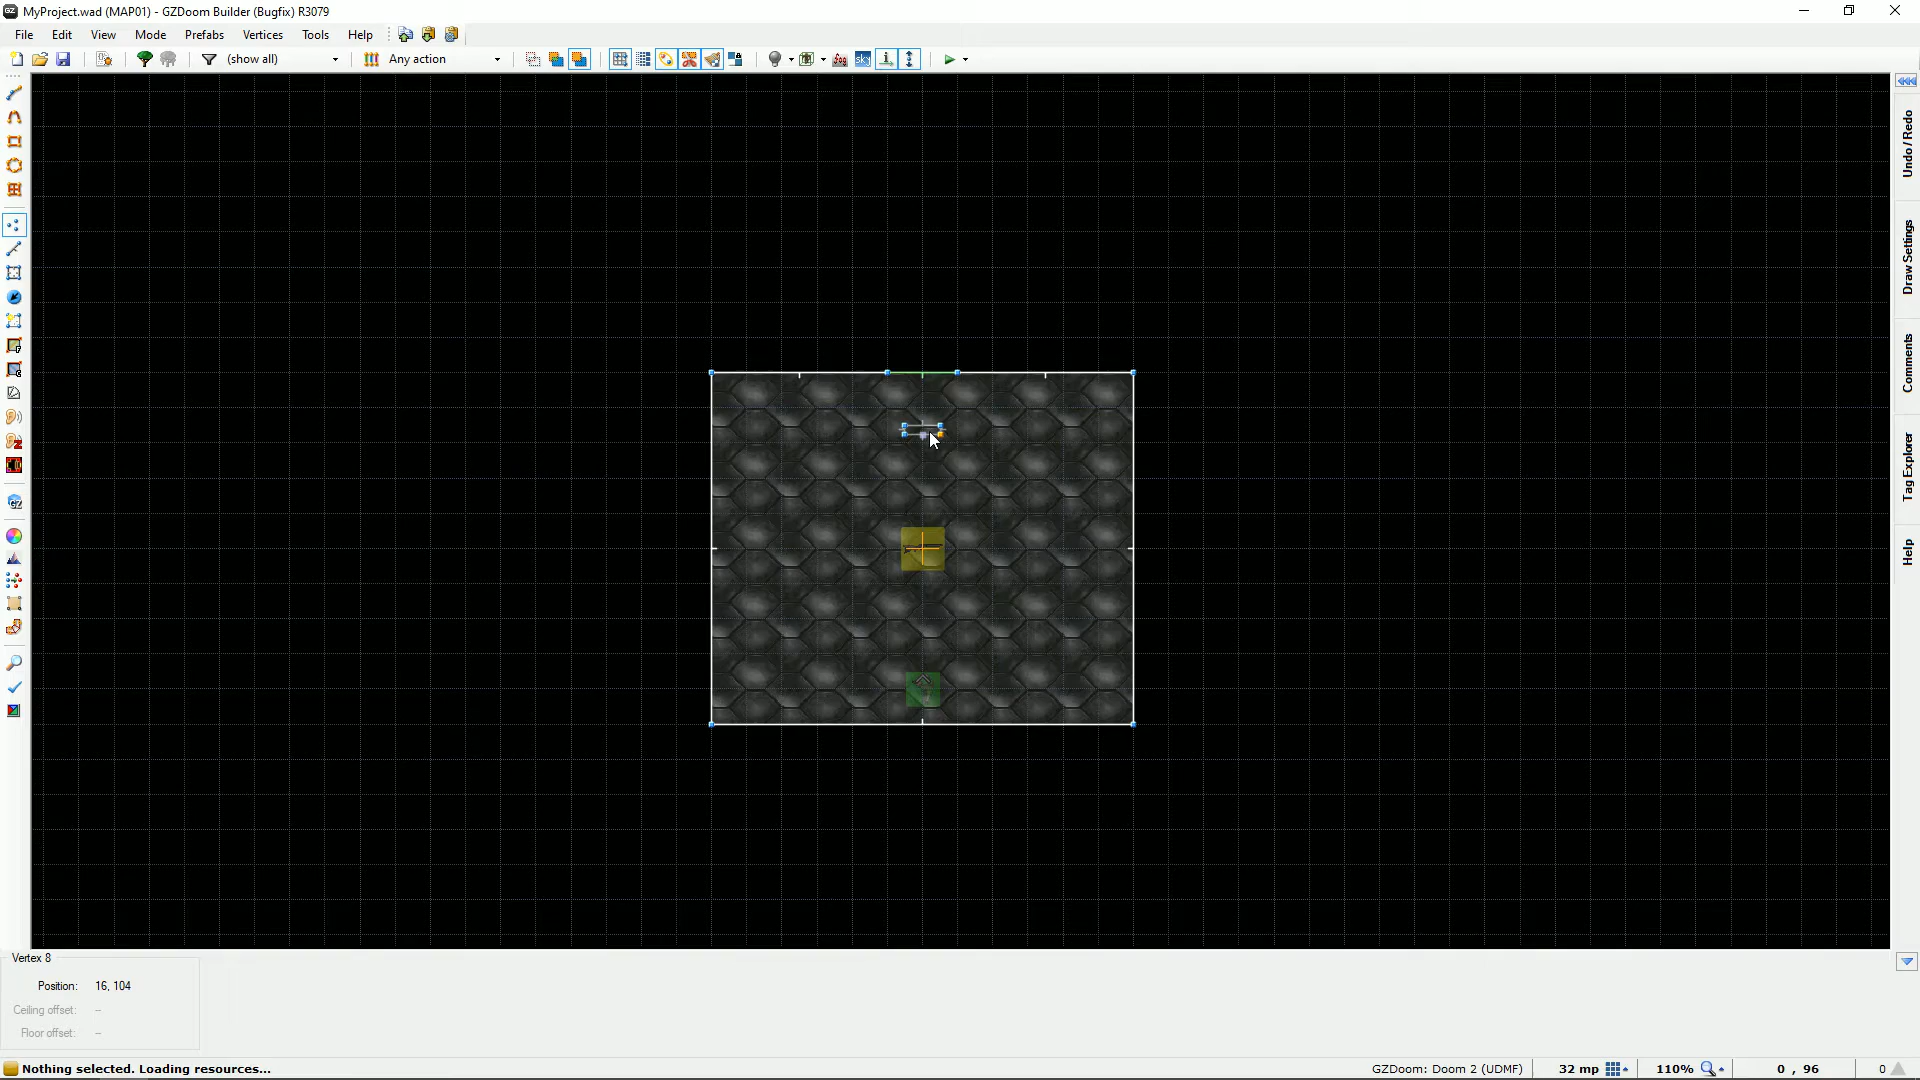 MyProject.wad (MAP01) - GZDoom Builder (Bugfix) R3079
File Edit View Mode Prefabs Vertices Tools Help
(show all) Any action
Undo / Redo
Draw Settings
Comments
Tag Explorer
Help
Vertex 8
Position: 16, 104
Ceiling offset: --
Floor offset: --
Nothing selected. Loading resources...
GZDoom: Doom 2 (UDMF) 32 mp 110% 0 , 96 0